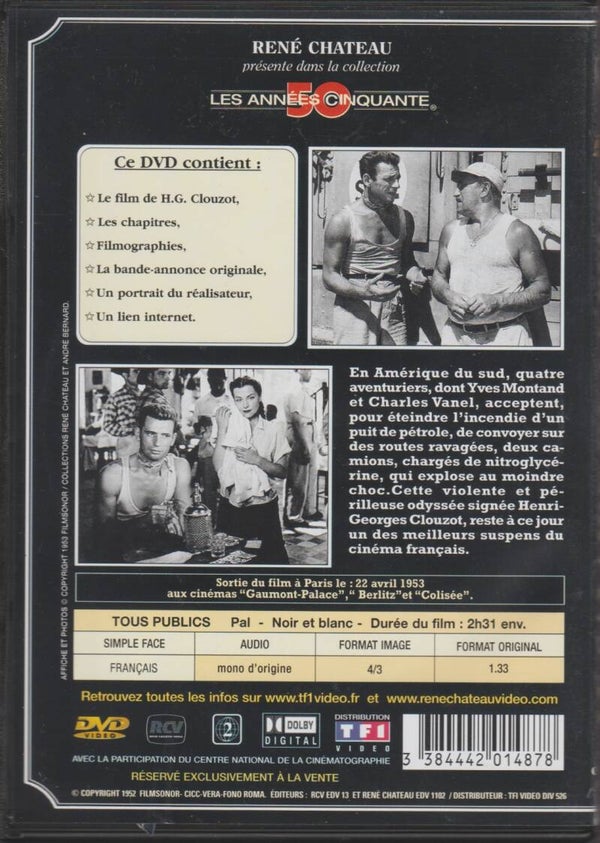 RENÉ CHATEAU
présente dans la collection
50
LES ANNÉES CINQUANTE®
Ce DVD contient :
☆ Le film de H.G. Clouzot,
☆ Les chapitres,
☆ Filmographies,
☆ La bande-annonce originale,
☆ Un portrait du réalisateur,
☆ Un lien internet.
En Amérique du sud, quatre
aventuriers, dont Yves Montand
et Charles Vanel, acceptent,
pour éteindre l'incendie d'un
puit de pétrole, de convoyer sur
des routes ravagées, deux ca-
mions, chargés de nitroglycé-
rine, qui explose au moindre
choc.Cette violente et pé-
rilleuse odyssée signée Henri-
Georges Clouzot, reste à ce jour
un des meilleurs suspens du
cinéma français.
AFFICHE ET PHOTOS © COPYRIGHT 1953 FILMSONOR / COLLECTIONS RENE CHATEAU ET ANDRE BERNARD.
Sortie du film à Paris le : 22 avril 1953
aux cinémas "Gaumont-Palace"," Berlitz"et "Colisée".
TOUS PUBLICS Pal - Noir et blanc - Durée du film : 2h31 env.
SIMPLE FACE AUDIO FORMAT IMAGE FORMAT ORIGINAL
FRANÇAIS mono d'origine 4/3 1.33
Retrouvez toutes les infos sur www.tf1video.fr et www.renechateauvideo.com
DVD VIDEO
RCV
2
DOLBY DIGITAL
DISTRIBUTION
TF1
VIDEO
3 384442 014878
AVEC LA PARTICIPATION DU CENTRE NATIONAL DE LA CINÉMATOGRAPHIE
RÉSERVÉ EXCLUSIVEMENT À LA VENTE
© COPYRIGHT 1952 FILMSONOR- CICC-VERA-FONO ROMA. ÉDITEURS : RCV EDV 13 ET RENÉ CHATEAU EDV 1102 / DISTRIBUTEUR : TFI VIDEO DIV 526